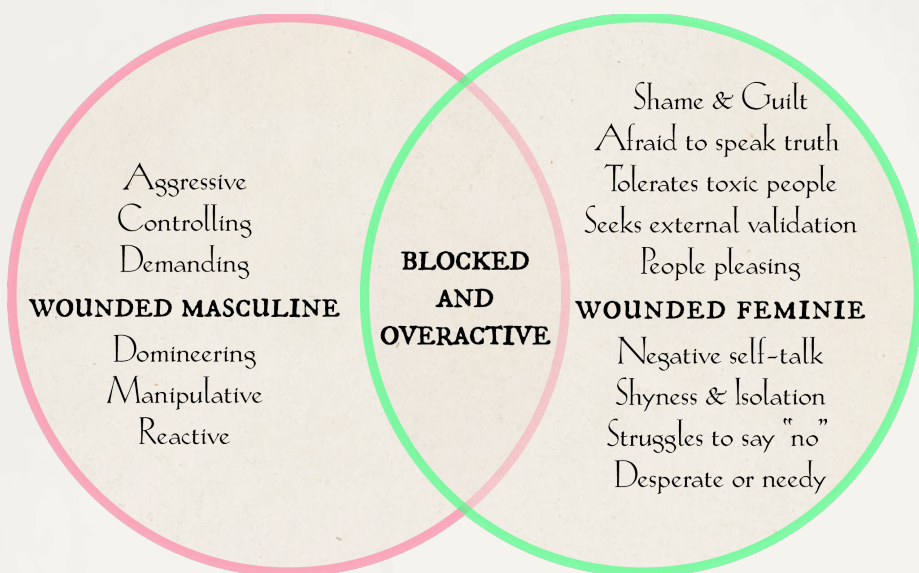 Aggressive
Controlling
Demanding
WOUNDED MASCULINE
Domineering
Manipulative
Reactive
BLOCKED
AND
OVERACTIVE
Shame & Guilt
Afraid to speak truth
Tolerates toxic people
Seeks external validation
People pleasing
WOUNDED FEMINIE
Negative self-talk
Shyness & Isolation
Struggles to say “no”
Desperate or needy